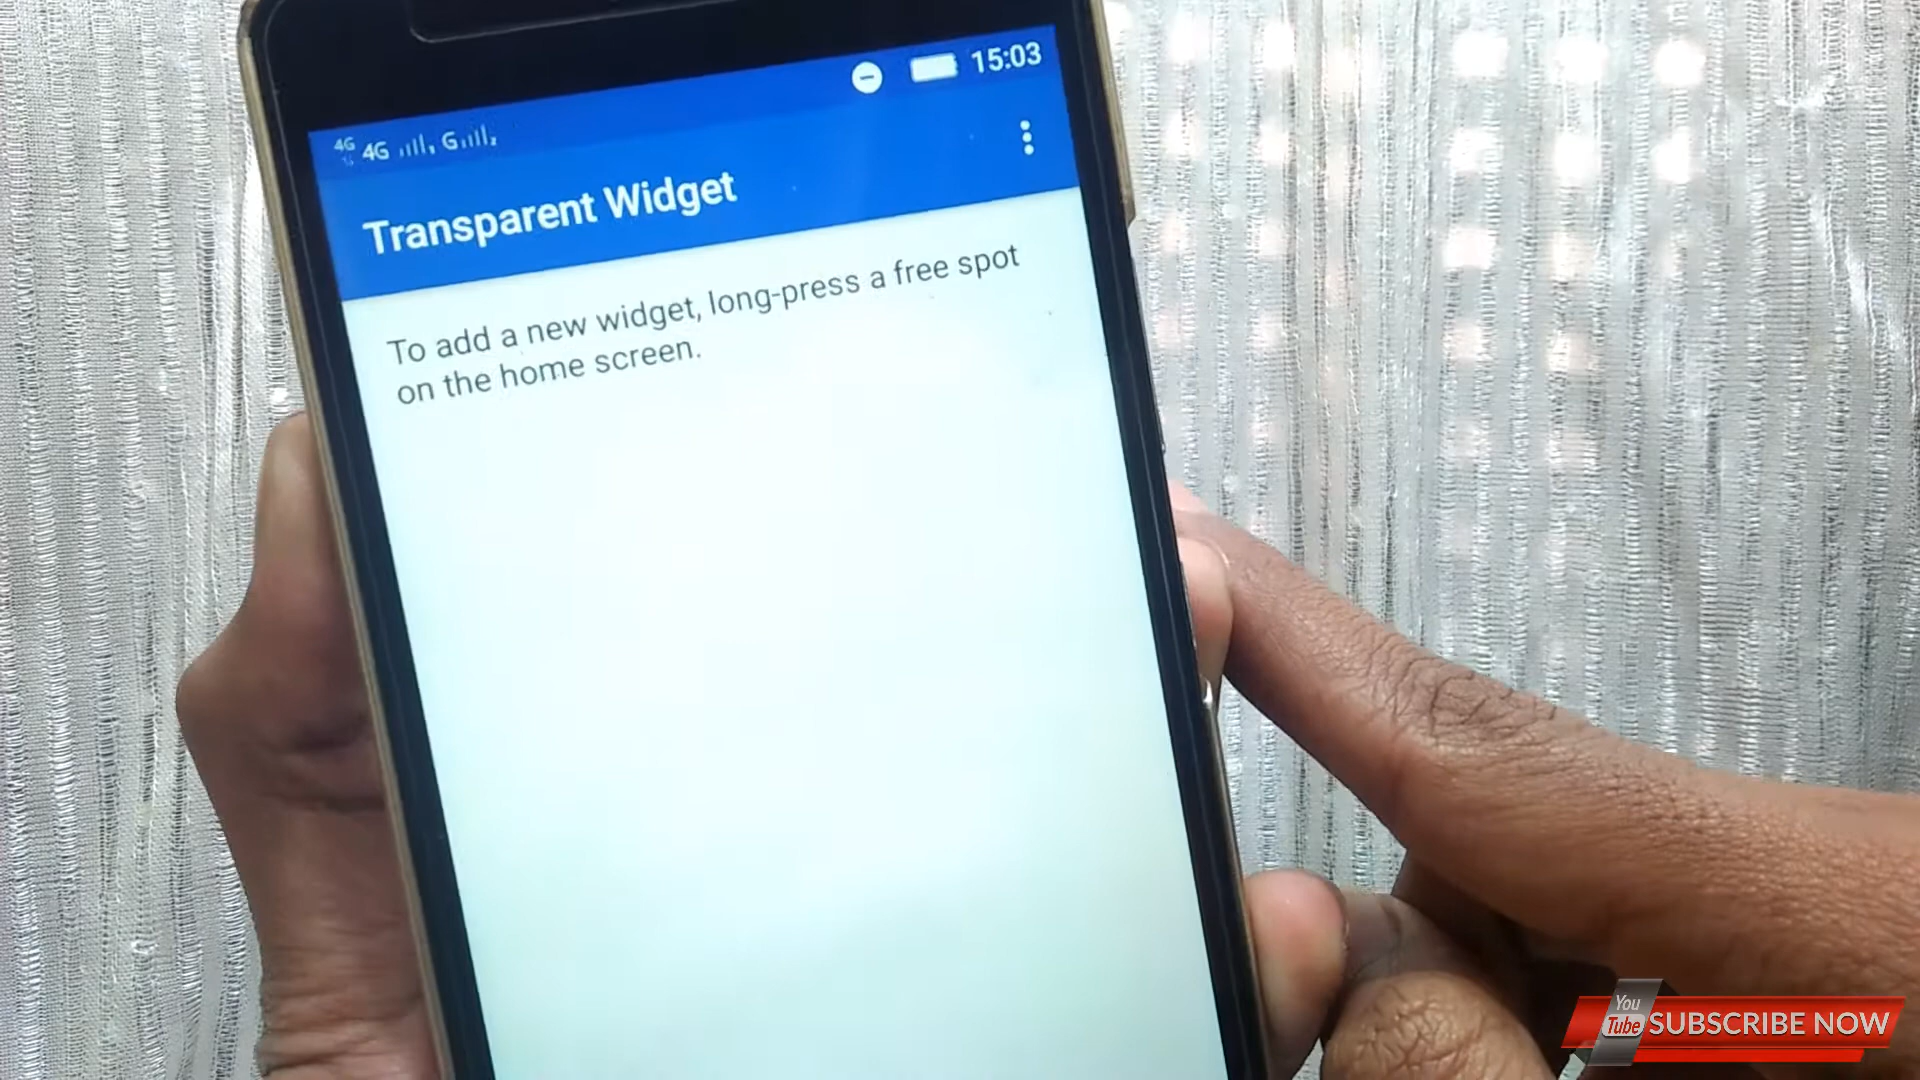 15:03
4G 4G G
Transparent Widget
To add a new widget, long-press a free spot
on the home screen.
You
Tube
SUBSCRIBE NOW